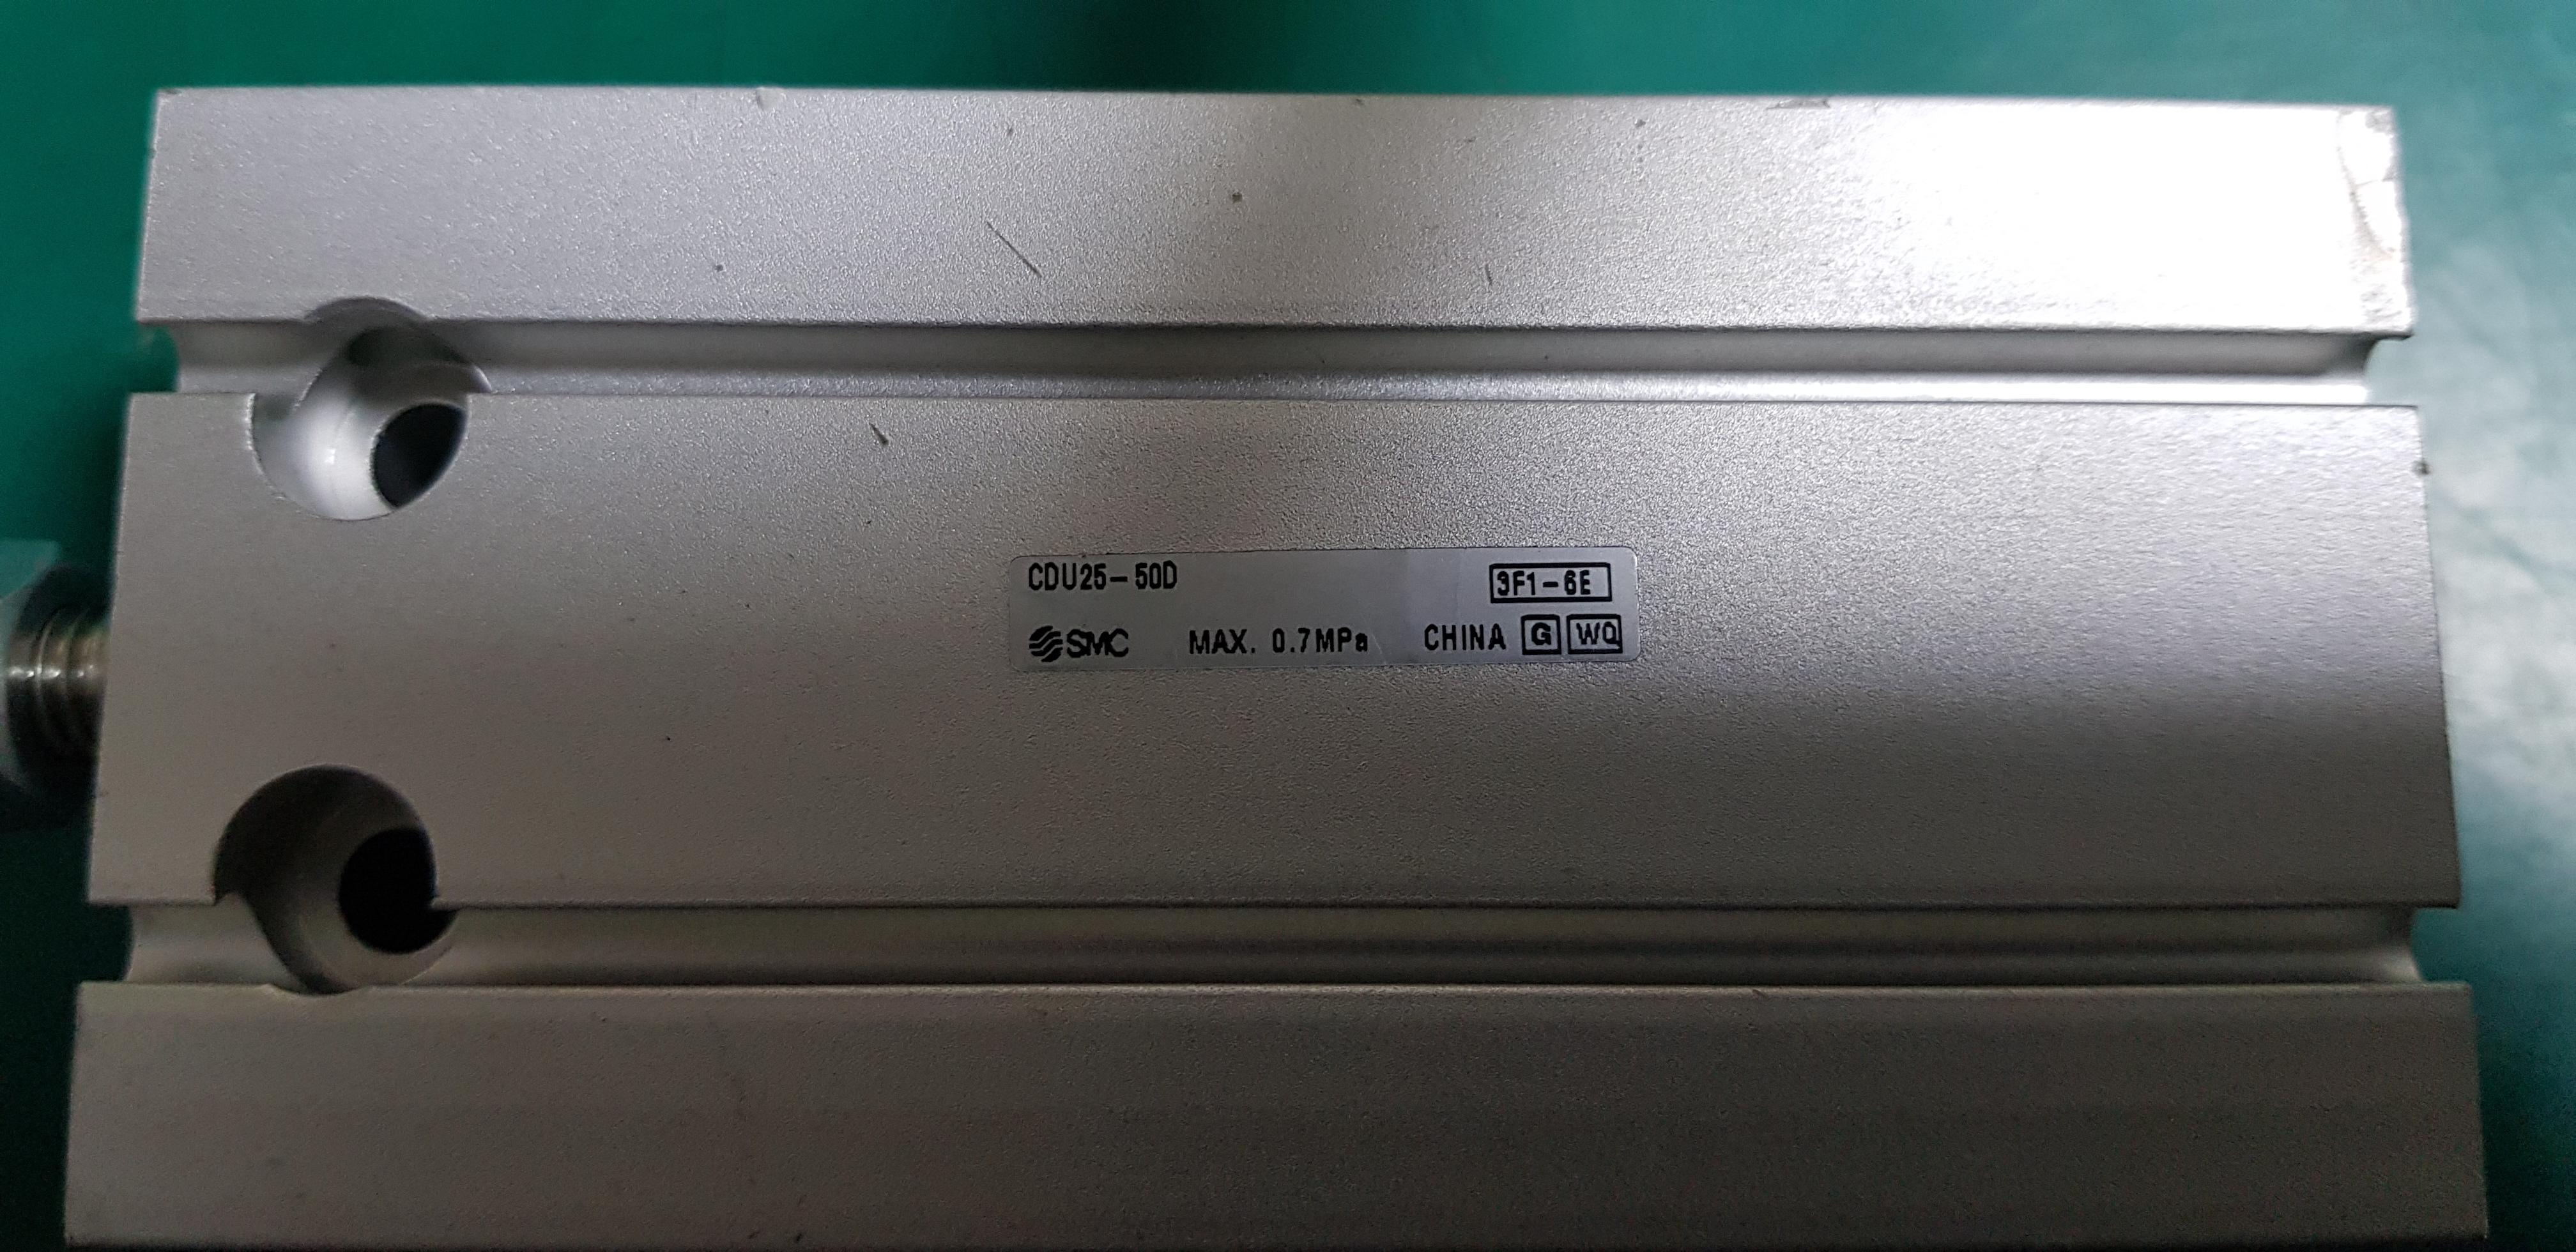 CDU25-50D 3F1-6E
SMC MAX. 0.7MPa CHINA G WQ